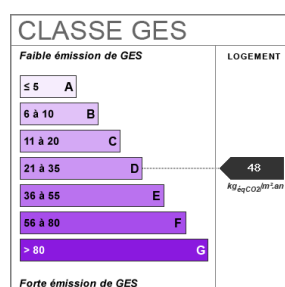 CLASSE GES
Faible émission de GES
LOGEMENT
≤ 5 A
6 à 10 B
11 à 20 C
21 à 35 D
48
kgéqCO2/m².an
36 à 55 E
56 à 80 F
> 80 G
Forte émission de GES